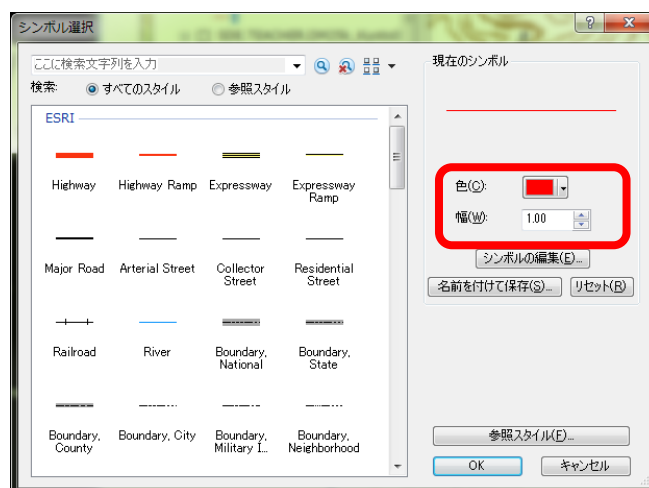 シンボル選択
ここに検索文字列を入力
検索: すべてのスタイル 参照スタイル
ESRI
Highway
Highway Ramp
Expressway
Expressway
Ramp
Major Road
Arterial Street
Collector
Street
Residential
Street
Railroad
River
Boundary,
National
Boundary,
State
Boundary,
County
Boundary, City
Boundary,
Military I...
Boundary,
Neighborhood
現在のシンボル
色(C):
幅(W): 1.00
シンボルの編集(E)...
名前を付けて保存(S)... リセット(R)
参照スタイル(F)...
OK キャンセル